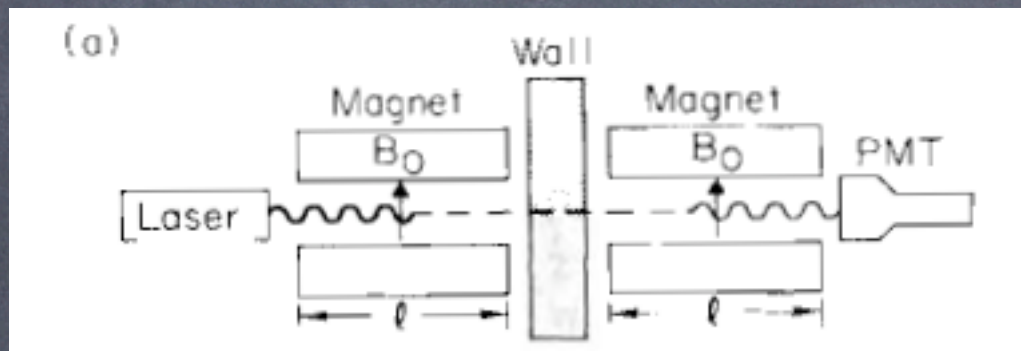 (a)
Wall
Magnet
Magnet
B₀
B₀
PMT
Laser
ℓ
ℓ